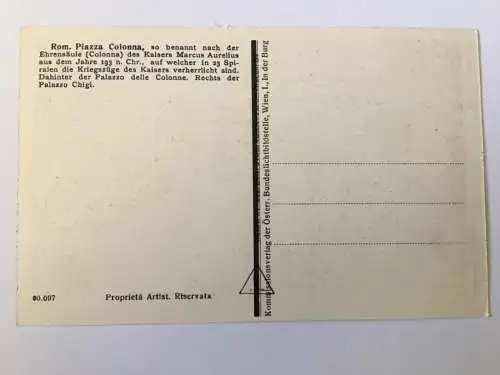 Rom. Piazza Colonna, so benannt nach der
Ehrensäule (Colonna) des Kaisers Marcus Aurelius
aus dem Jahre 193 n. Chr., auf welcher in 23 Spi-
ralen die Kriegszüge des Kaisers verherrlicht sind.
Dahinter der Palazzo delle Colonne. Rechts der
Palazzo Chigi.
Kommissionsverlag der Österr. Bundeslichtbildstelle, Wien, I., In der Burg
80.097
Proprietá Artist. Riservata